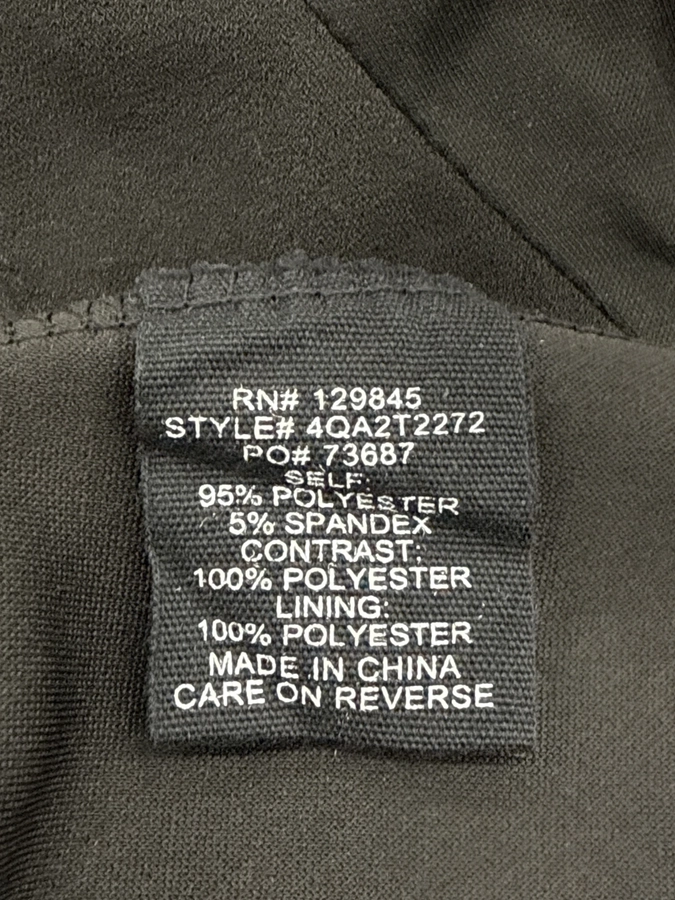 RN# 129845
STYLE# 4QA2T2272
PO# 73687
SELF:
95% POLYESTER
5% SPANDEX
CONTRAST:
100% POLYESTER
LINING:
100% POLYESTER
MADE IN CHINA
CARE ON REVERSE